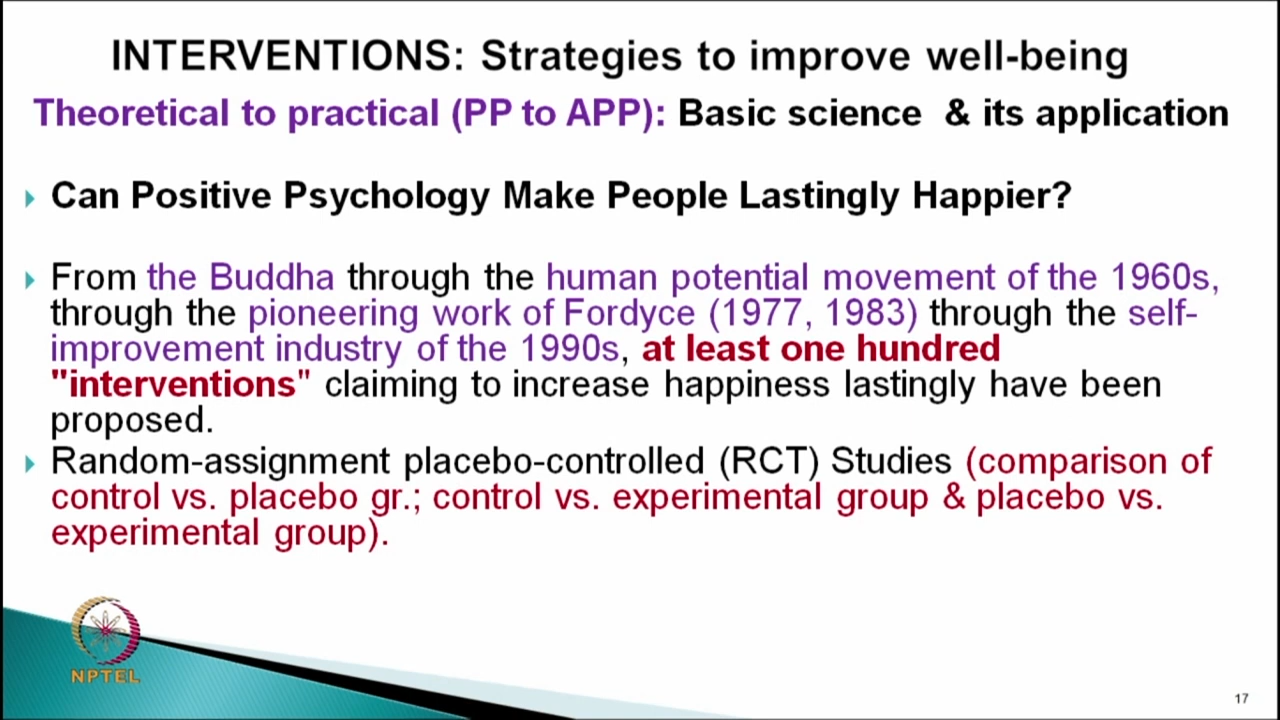 INTERVENTIONS: Strategies to improve well-being
Theoretical to practical (PP to APP): Basic science & its application
Can Positive Psychology Make People Lastingly Happier?
From the Buddha through the human potential movement of the 1960s,
through the pioneering work of Fordyce (1977, 1983) through the self-
improvement industry of the 1990s, at least one hundred
"interventions" claiming to increase happiness lastingly have been
proposed.
Random-assignment placebo-controlled (RCT) Studies (comparison of
control vs. placebo gr.; control vs. experimental group & placebo vs.
experimental group).
NPTEL
17